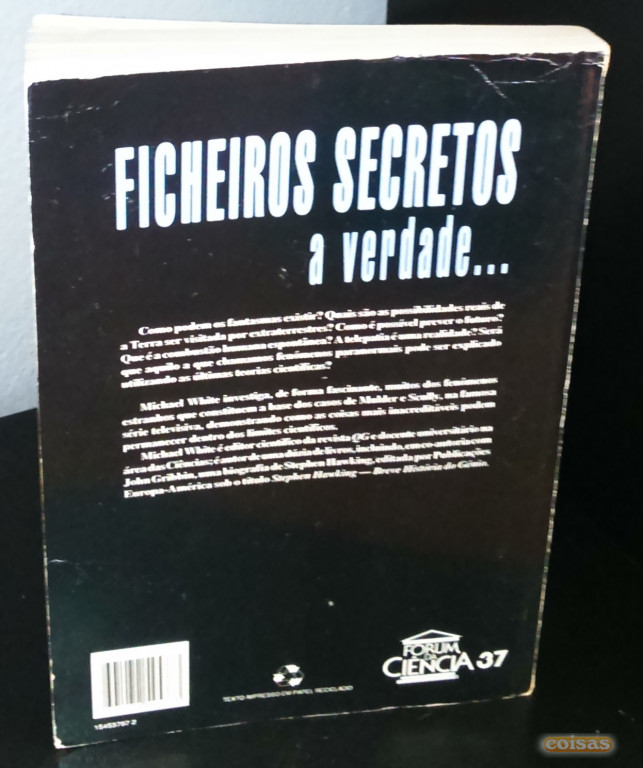 FICHEIROS SECRETOS
a verdade...
Como podem os fantasmas existir? Quais são as possibilidades reais de
a Terra ser visitada por extraterrestres? Como é possível prever o futuro?
Que é a combustão humana espontânea? A telepatia é uma realidade? Será
que aquilo a que chamamos fenómenos paranormais pode ser explicado
utilizando as últimas teorias científicas?
Michael White investiga, de forma fascinante, muitos dos fenómenos
estranhos que constituem a base dos casos de Mulder e Scully, na famosa
série televisiva, demonstrando como as coisas mais inacreditáveis podem
permanecer dentro dos limites científicos.
Michael White é editor científico da revista GQ e docente universitário na
área das Ciências; é autor de uma dúzia de livros, incluindo, em co-autoria com
John Gribbin, uma biografia de Stephen Hawking, editada por Publicações
Europa-América sob o título Stephen Hawking — Breve História do Génio.
FORUM
DA
CIÊNCIA 37
TEXTO IMPRESSO EM PAPEL RECICLADO
15455787 2
coisas